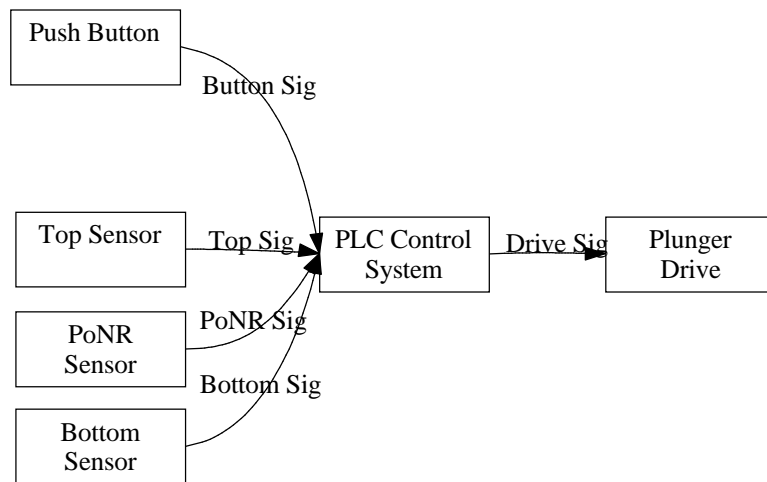 Push Button
Button Sig
Top Sensor
Top Sig
PLC Control
System
Drive Sig
Plunger
Drive
PoNR
Sensor
PoNR Sig
Bottom Sig
Bottom
Sensor